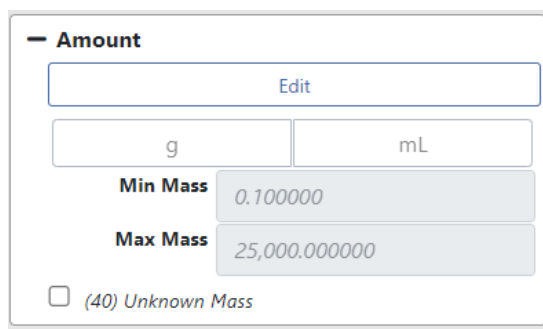 Amount
Edit
g mL
Min Mass 0.100000
Max Mass 25,000.000000
(40) Unknown Mass